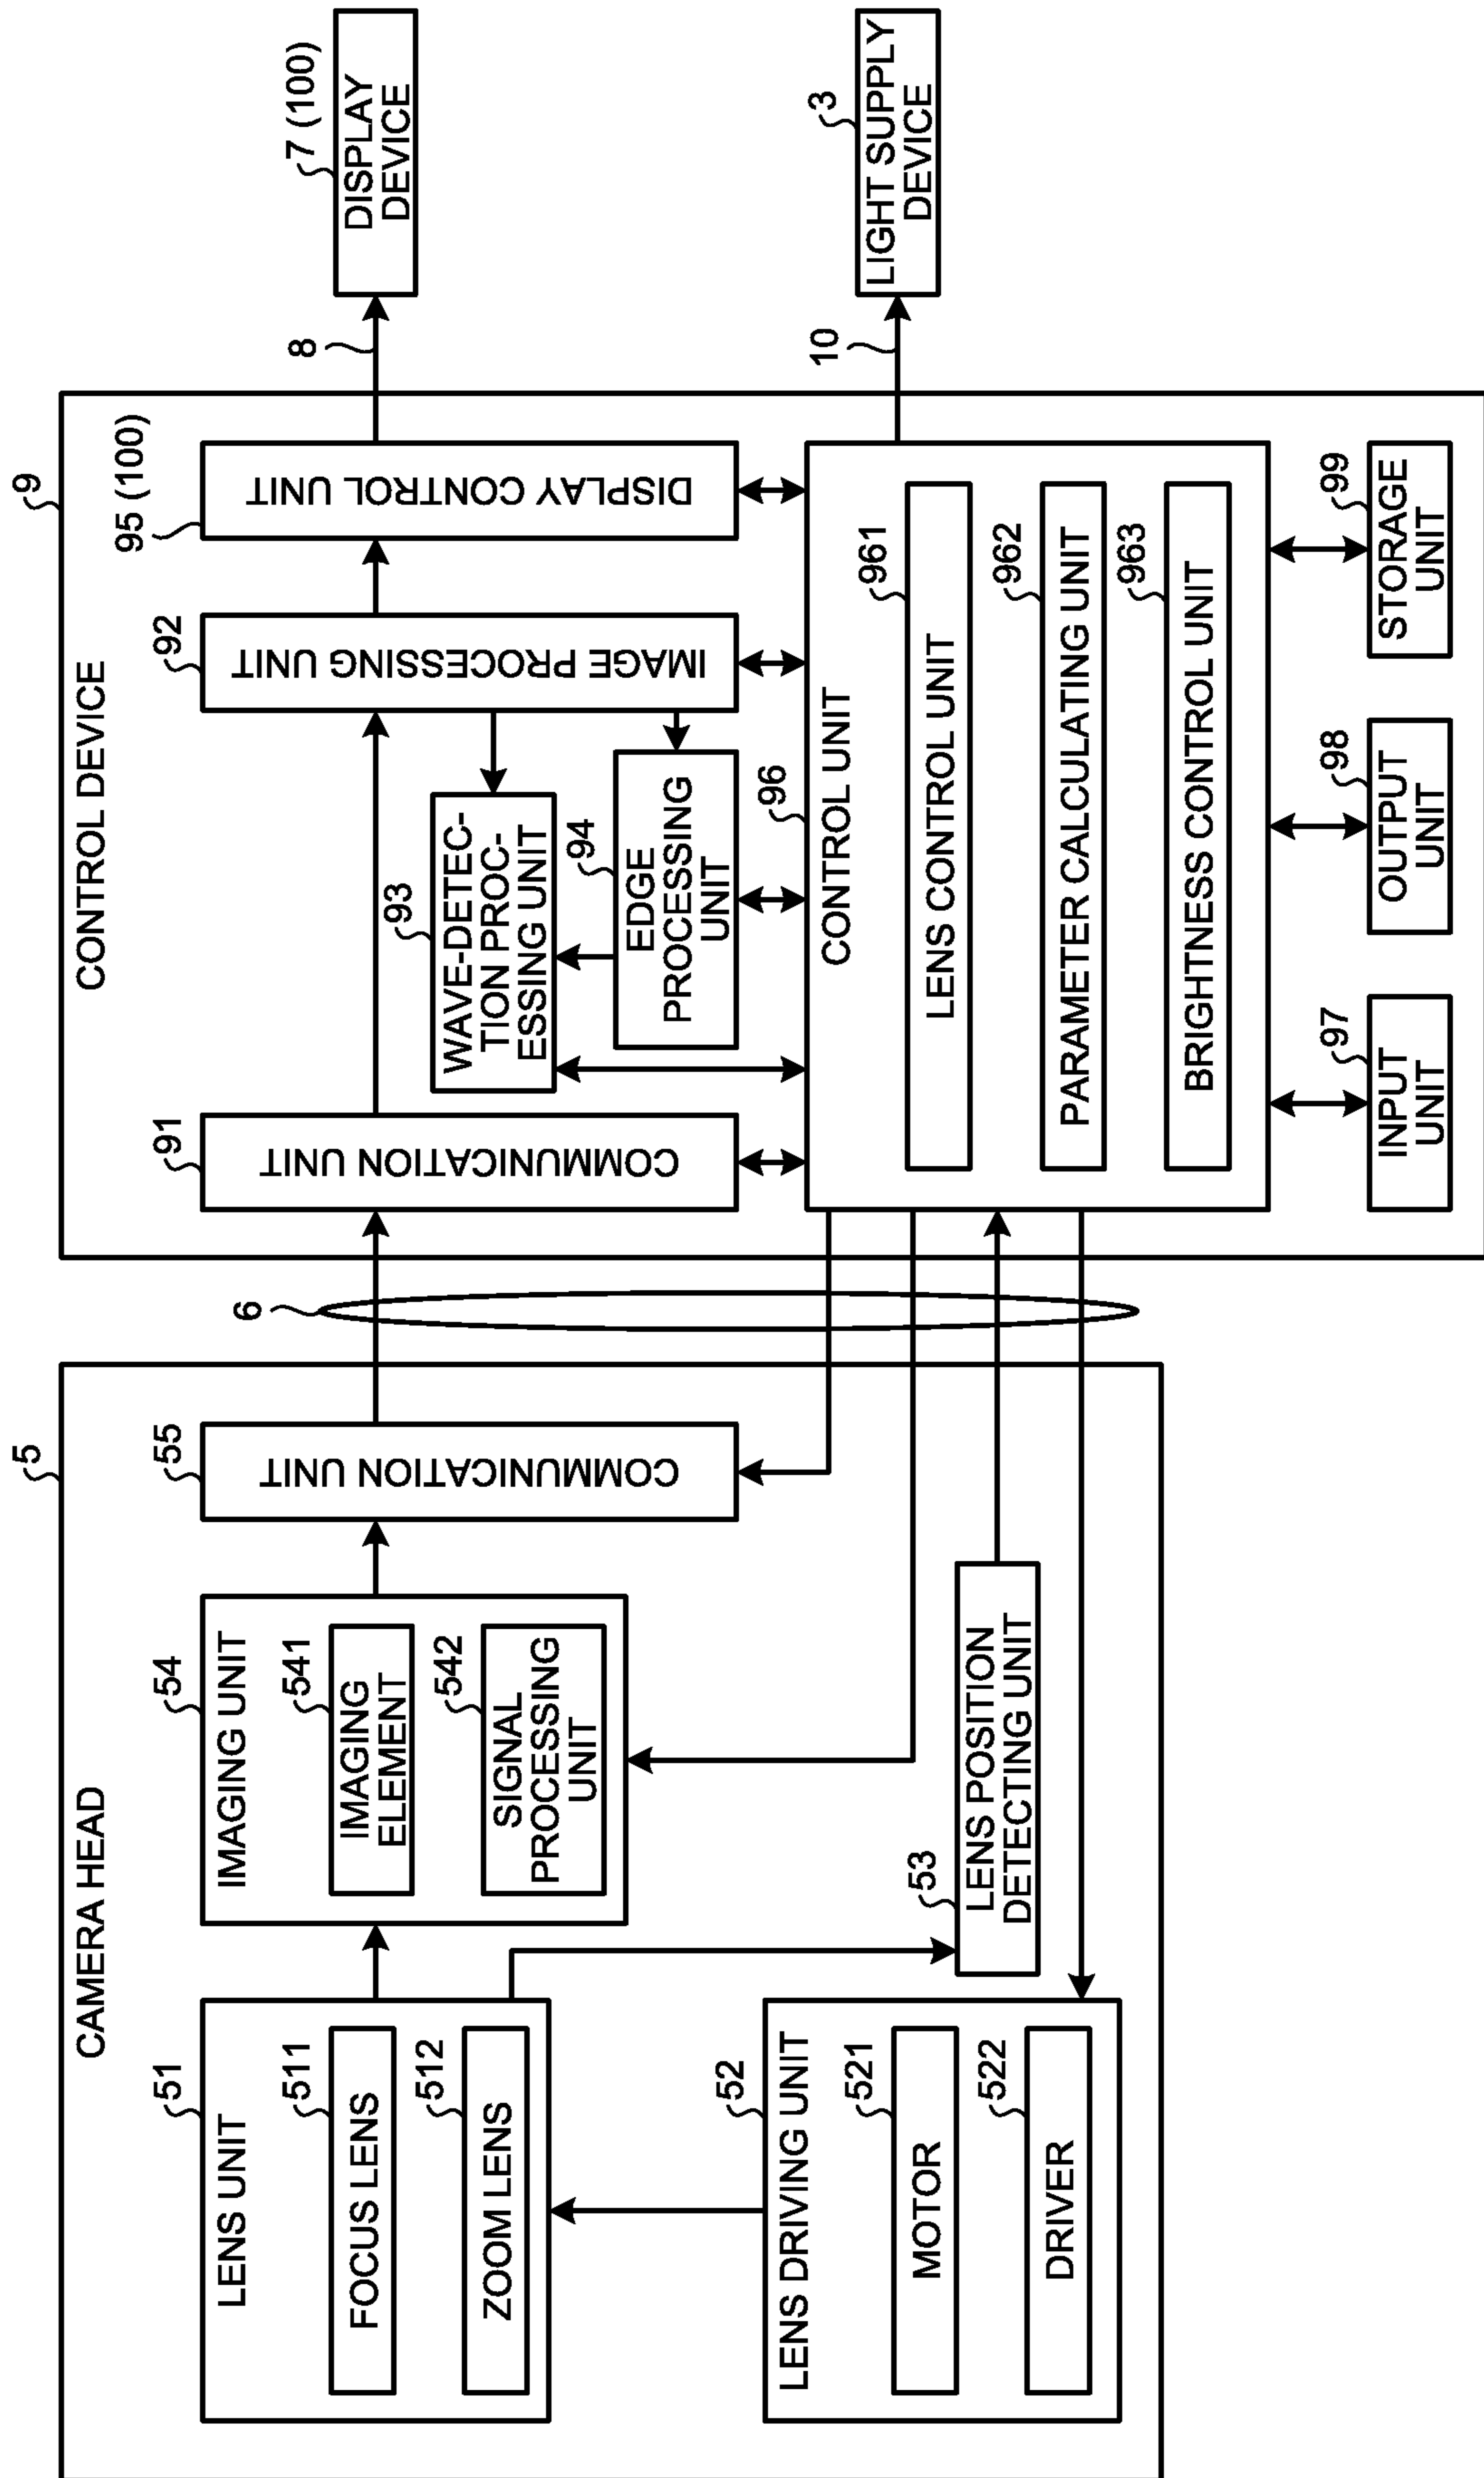 5
CAMERA HEAD
51
LENS UNIT
511
FOCUS LENS
512
ZOOM LENS
52
LENS DRIVING UNIT
521
MOTOR
522
DRIVER
54
IMAGING UNIT
541
IMAGING
ELEMENT
542
SIGNAL
PROCESSING
UNIT
53
LENS POSITION
DETECTING UNIT
55
COMMUNICATION UNIT
6
9
CONTROL DEVICE
91
COMMUNICATION UNIT
93
WAVE-DETEC-
TION PROC-
ESSING UNIT
94
EDGE
PROCESSING
UNIT
92
IMAGE PROCESSING UNIT
95 (100)
DISPLAY CONTROL UNIT
96
CONTROL UNIT
961
LENS CONTROL UNIT
962
PARAMETER CALCULATING UNIT
963
BRIGHTNESS CONTROL UNIT
97
INPUT
UNIT
98
OUTPUT
UNIT
99
STORAGE
UNIT
8
7 (100)
DISPLAY
DEVICE
10
3
LIGHT SUPPLY
DEVICE